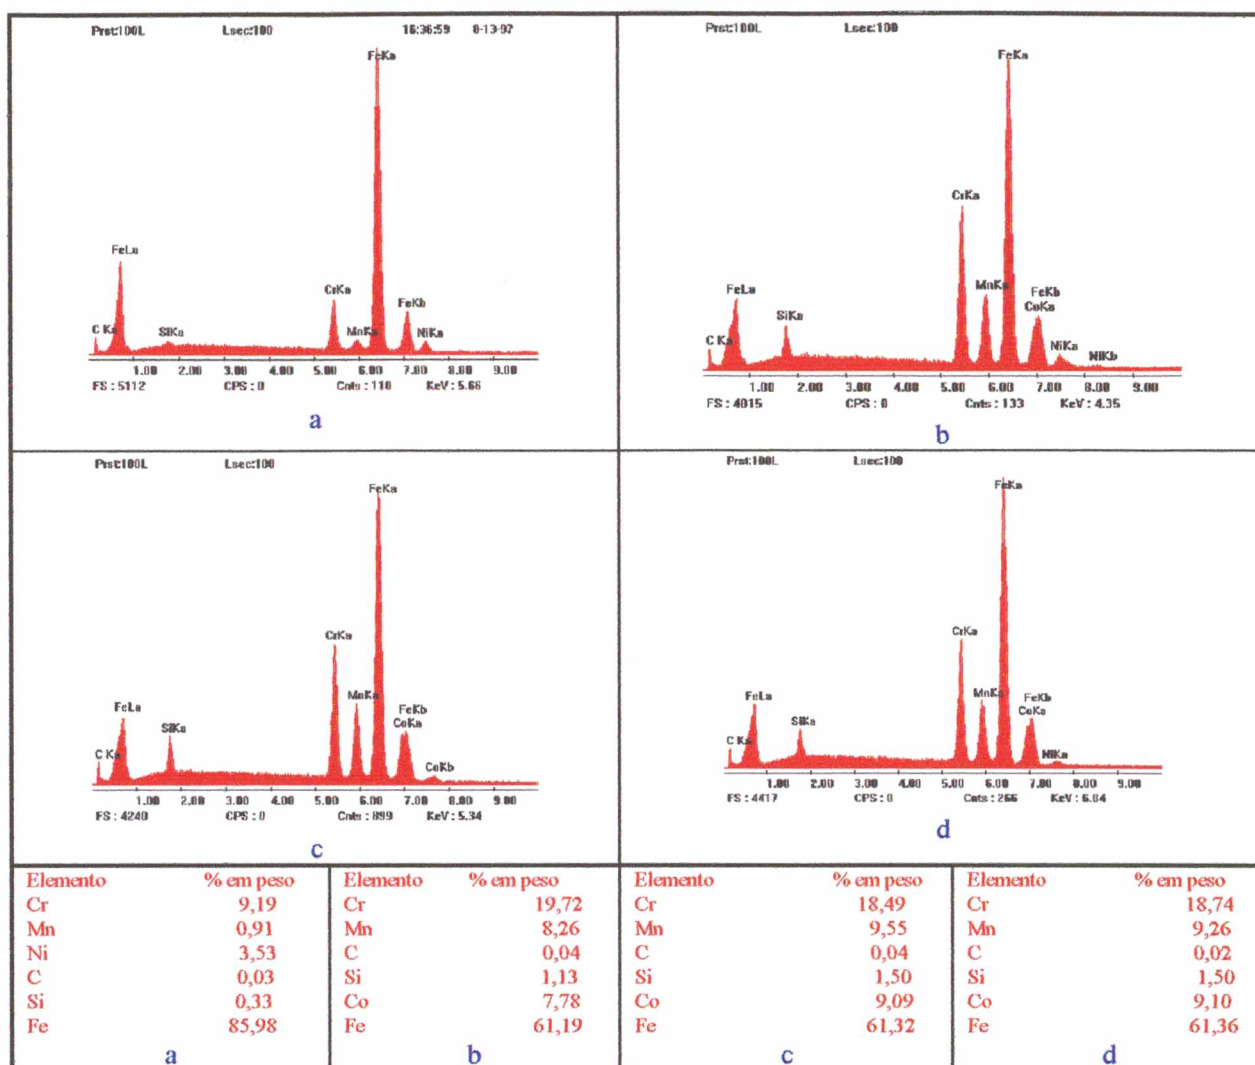 Prst:100L Lsec:100 16:36:59 8-13-97
FeKa
FeLa
CrKa
FeKb
C Ka SiKa MnKa NiKa
1.00 2.00 3.00 4.00 5.00 6.00 7.00 8.00 9.00
FS : 5112 CPS : 0 Cnts : 110 KeV : 5.66
a
Prst:100L Lsec:100
FeKa
CrKa
FeLa MnKa FeKb
SiKa CoKa
C Ka NiKa NiKb
1.00 2.00 3.00 4.00 5.00 6.00 7.00 8.00 9.00
FS : 4015 CPS : 0 Cnts : 133 KeV : 4.35
b
Prst:100L Lsec:100
FeKa
CrKa
MnKa
FeLa FeKb
SiKa CoKa
C Ka CoKb
1.00 2.00 3.00 4.00 5.00 6.00 7.00 8.00 9.00
FS : 4240 CPS : 0 Cnts : 899 KeV : 5.34
c
Prst:100L Lsec:100
FeKa
CrKa
FeLa MnKa FeKb
SiKa CoKa
C Ka NiKa
1.00 2.00 3.00 4.00 5.00 6.00 7.00 8.00 9.00
FS : 4417 CPS : 0 Cnts : 266 KeV : 6.04
d
Elemento % em peso
Cr 9,19
Mn 0,91
Ni 3,53
C 0,03
Si 0,33
Fe 85,98
a
Elemento % em peso
Cr 19,72
Mn 8,26
C 0,04
Si 1,13
Co 7,78
Fe 61,19
b
Elemento % em peso
Cr 18,49
Mn 9,55
C 0,04
Si 1,50
Co 9,09
Fe 61,32
c
Elemento % em peso
Cr 18,74
Mn 9,26
C 0,02
Si 1,50
Co 9,10
Fe 61,36
d